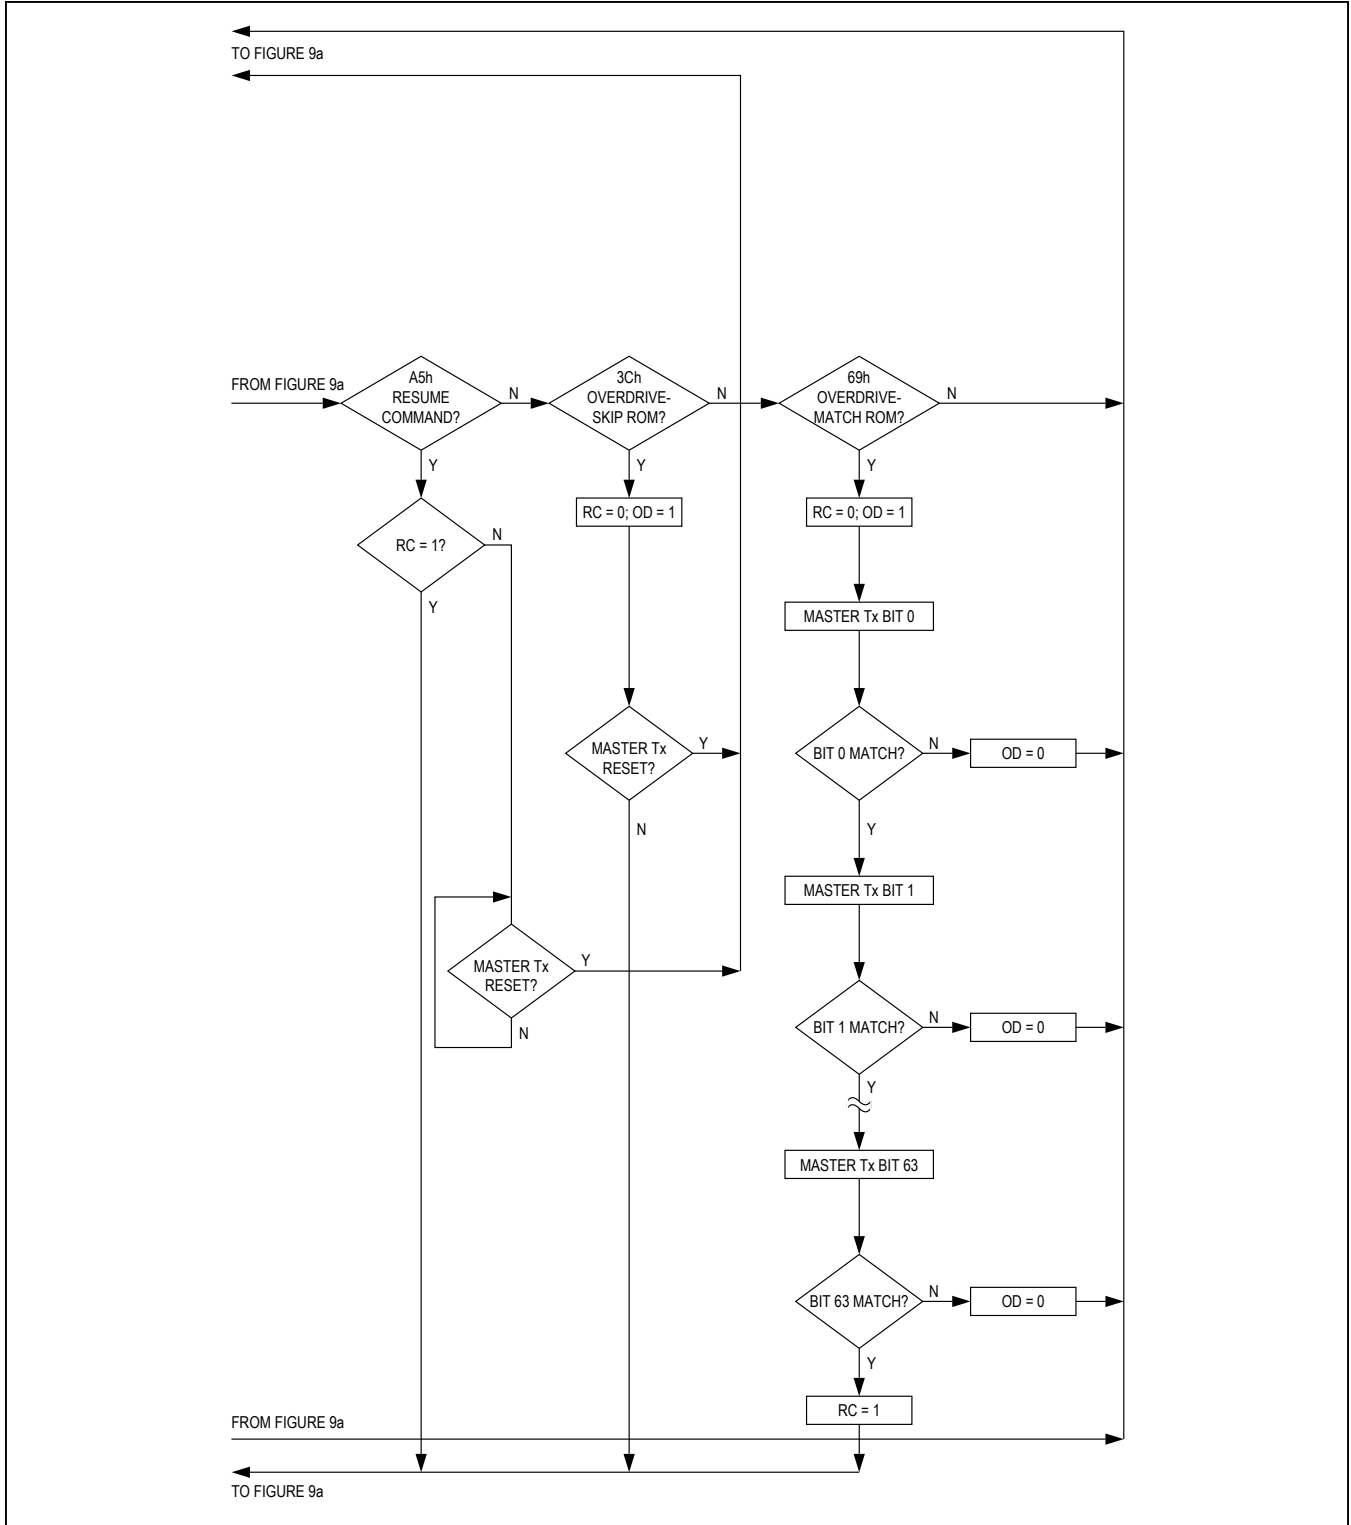 TO FIGURE 9a
FROM FIGURE 9a
A5h
RESUME
COMMAND?
N
3Ch
OVERDRIVE-
SKIP ROM?
N
69h
OVERDRIVE-
MATCH ROM?
N
Y
Y
Y
RC = 1?
N
RC = 0; OD = 1
RC = 0; OD = 1
Y
MASTER Tx BIT 0
MASTER Tx
RESET?
Y
BIT 0 MATCH?
N
OD = 0
N
Y
MASTER Tx BIT 1
MASTER Tx
RESET?
Y
N
BIT 1 MATCH?
N
OD = 0
Y
MASTER Tx BIT 63
BIT 63 MATCH?
N
OD = 0
Y
RC = 1
FROM FIGURE 9a
TO FIGURE 9a